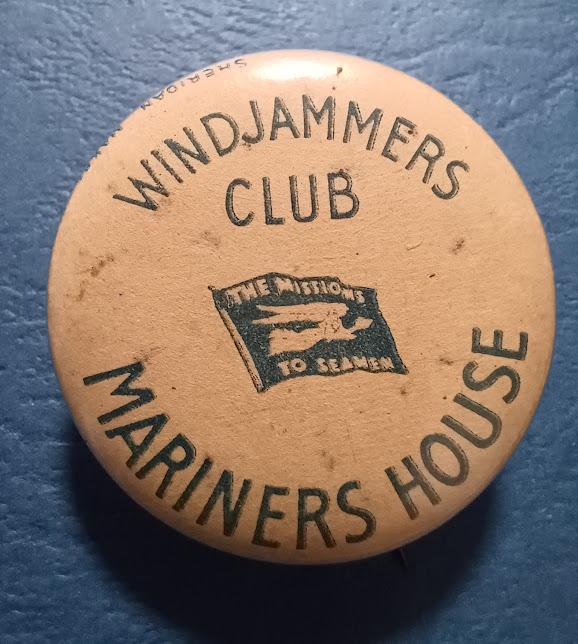 WINDJAMMERS
CLUB
THE MISSIONS
TO SEAMEN
MARINERS HOUSE
SHERIDAN